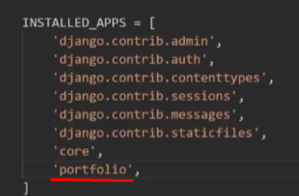 INSTALLED_APPS = [
'django.contrib.admin',
'django.contrib.auth',
'django.contrib.contenttypes',
'django.contrib.sessions',
'django.contrib.messages',
'django.contrib.staticfiles',
'core',
'portfolio',
]